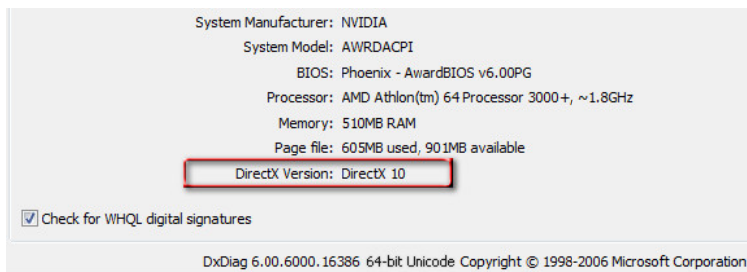 System Manufacturer: NVIDIA
System Model: AWRDACPI
BIOS: Phoenix - AwardBIOS v6.00PG
Processor: AMD Athlon(tm) 64 Processor 3000+, ~1.8GHz
Memory: 510MB RAM
Page file: 605MB used, 901MB available
DirectX Version: DirectX 10
Check for WHQL digital signatures
DxDiag 6.00.6000.16386 64-bit Unicode Copyright © 1998-2006 Microsoft Corporation